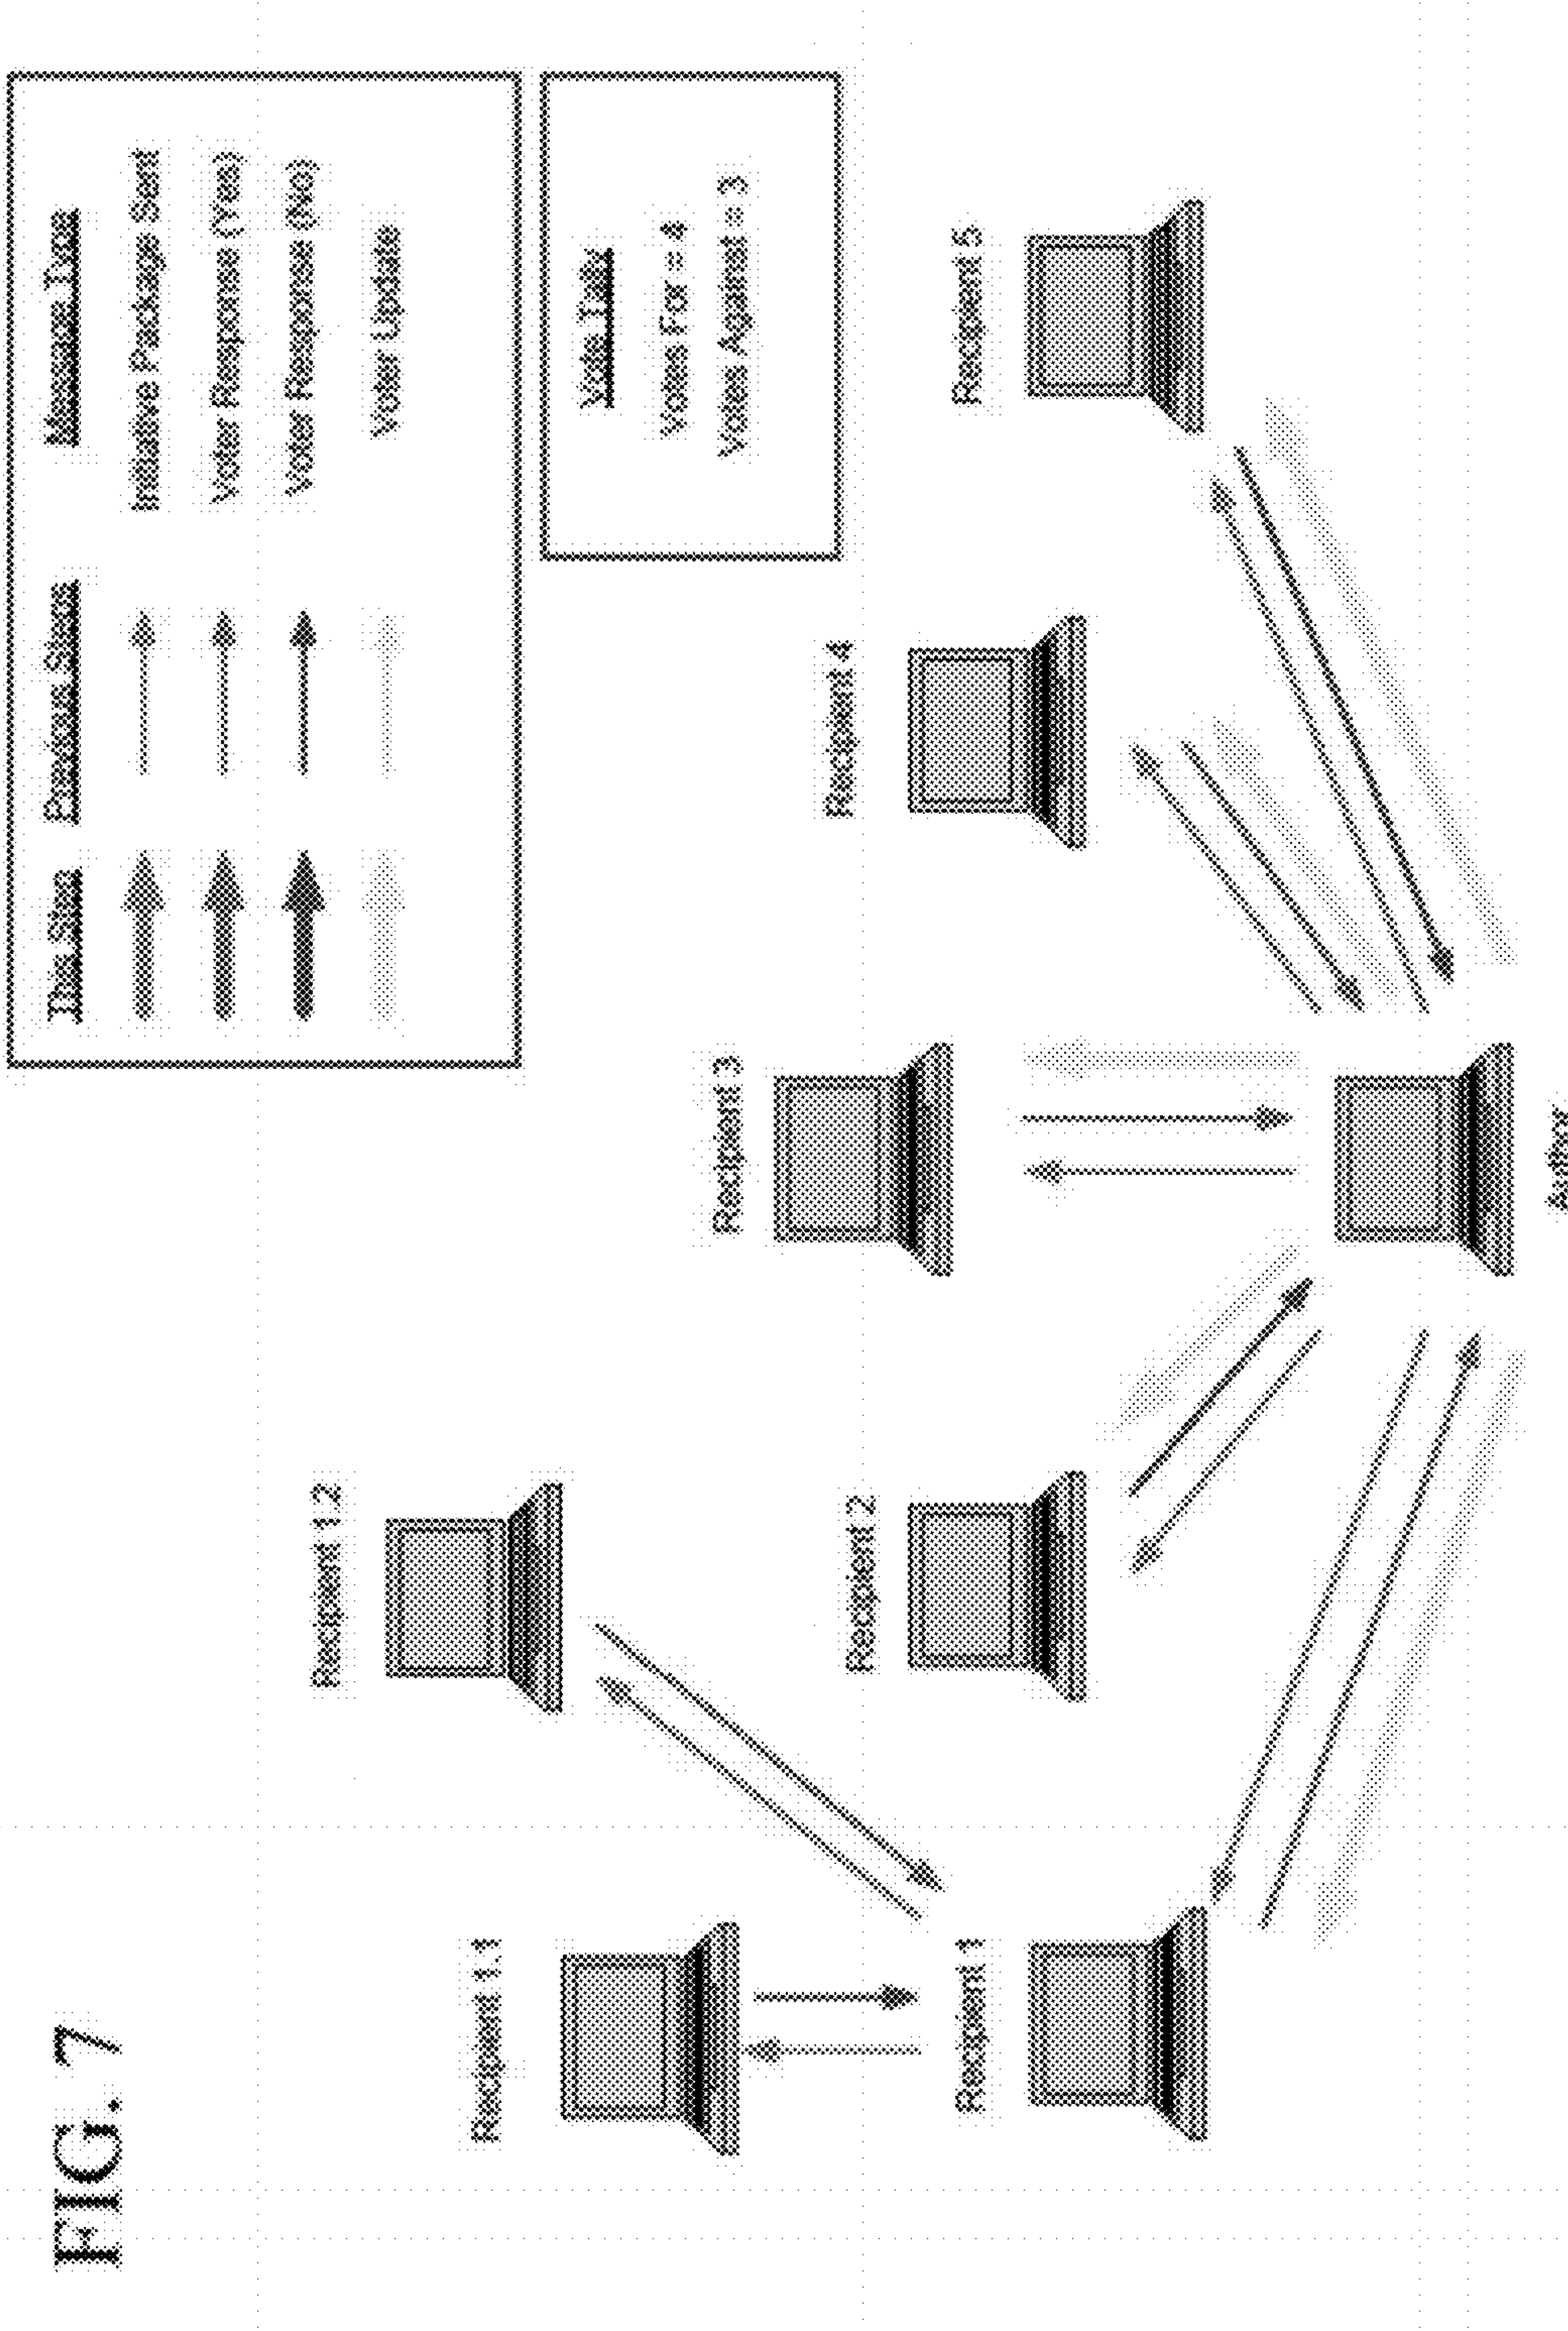 FIG. 7
This Step Previous Steps Message Type
Initiative Package Sent
Voter Response (Yes)
Voter Response (No)
Voter Update
Vote Tally
Votes For = 4
Votes Against = 3
Recipient 1.1
Recipient 1.2
Recipient 1
Recipient 2
Recipient 3
Recipient 4
Recipient 5
Author